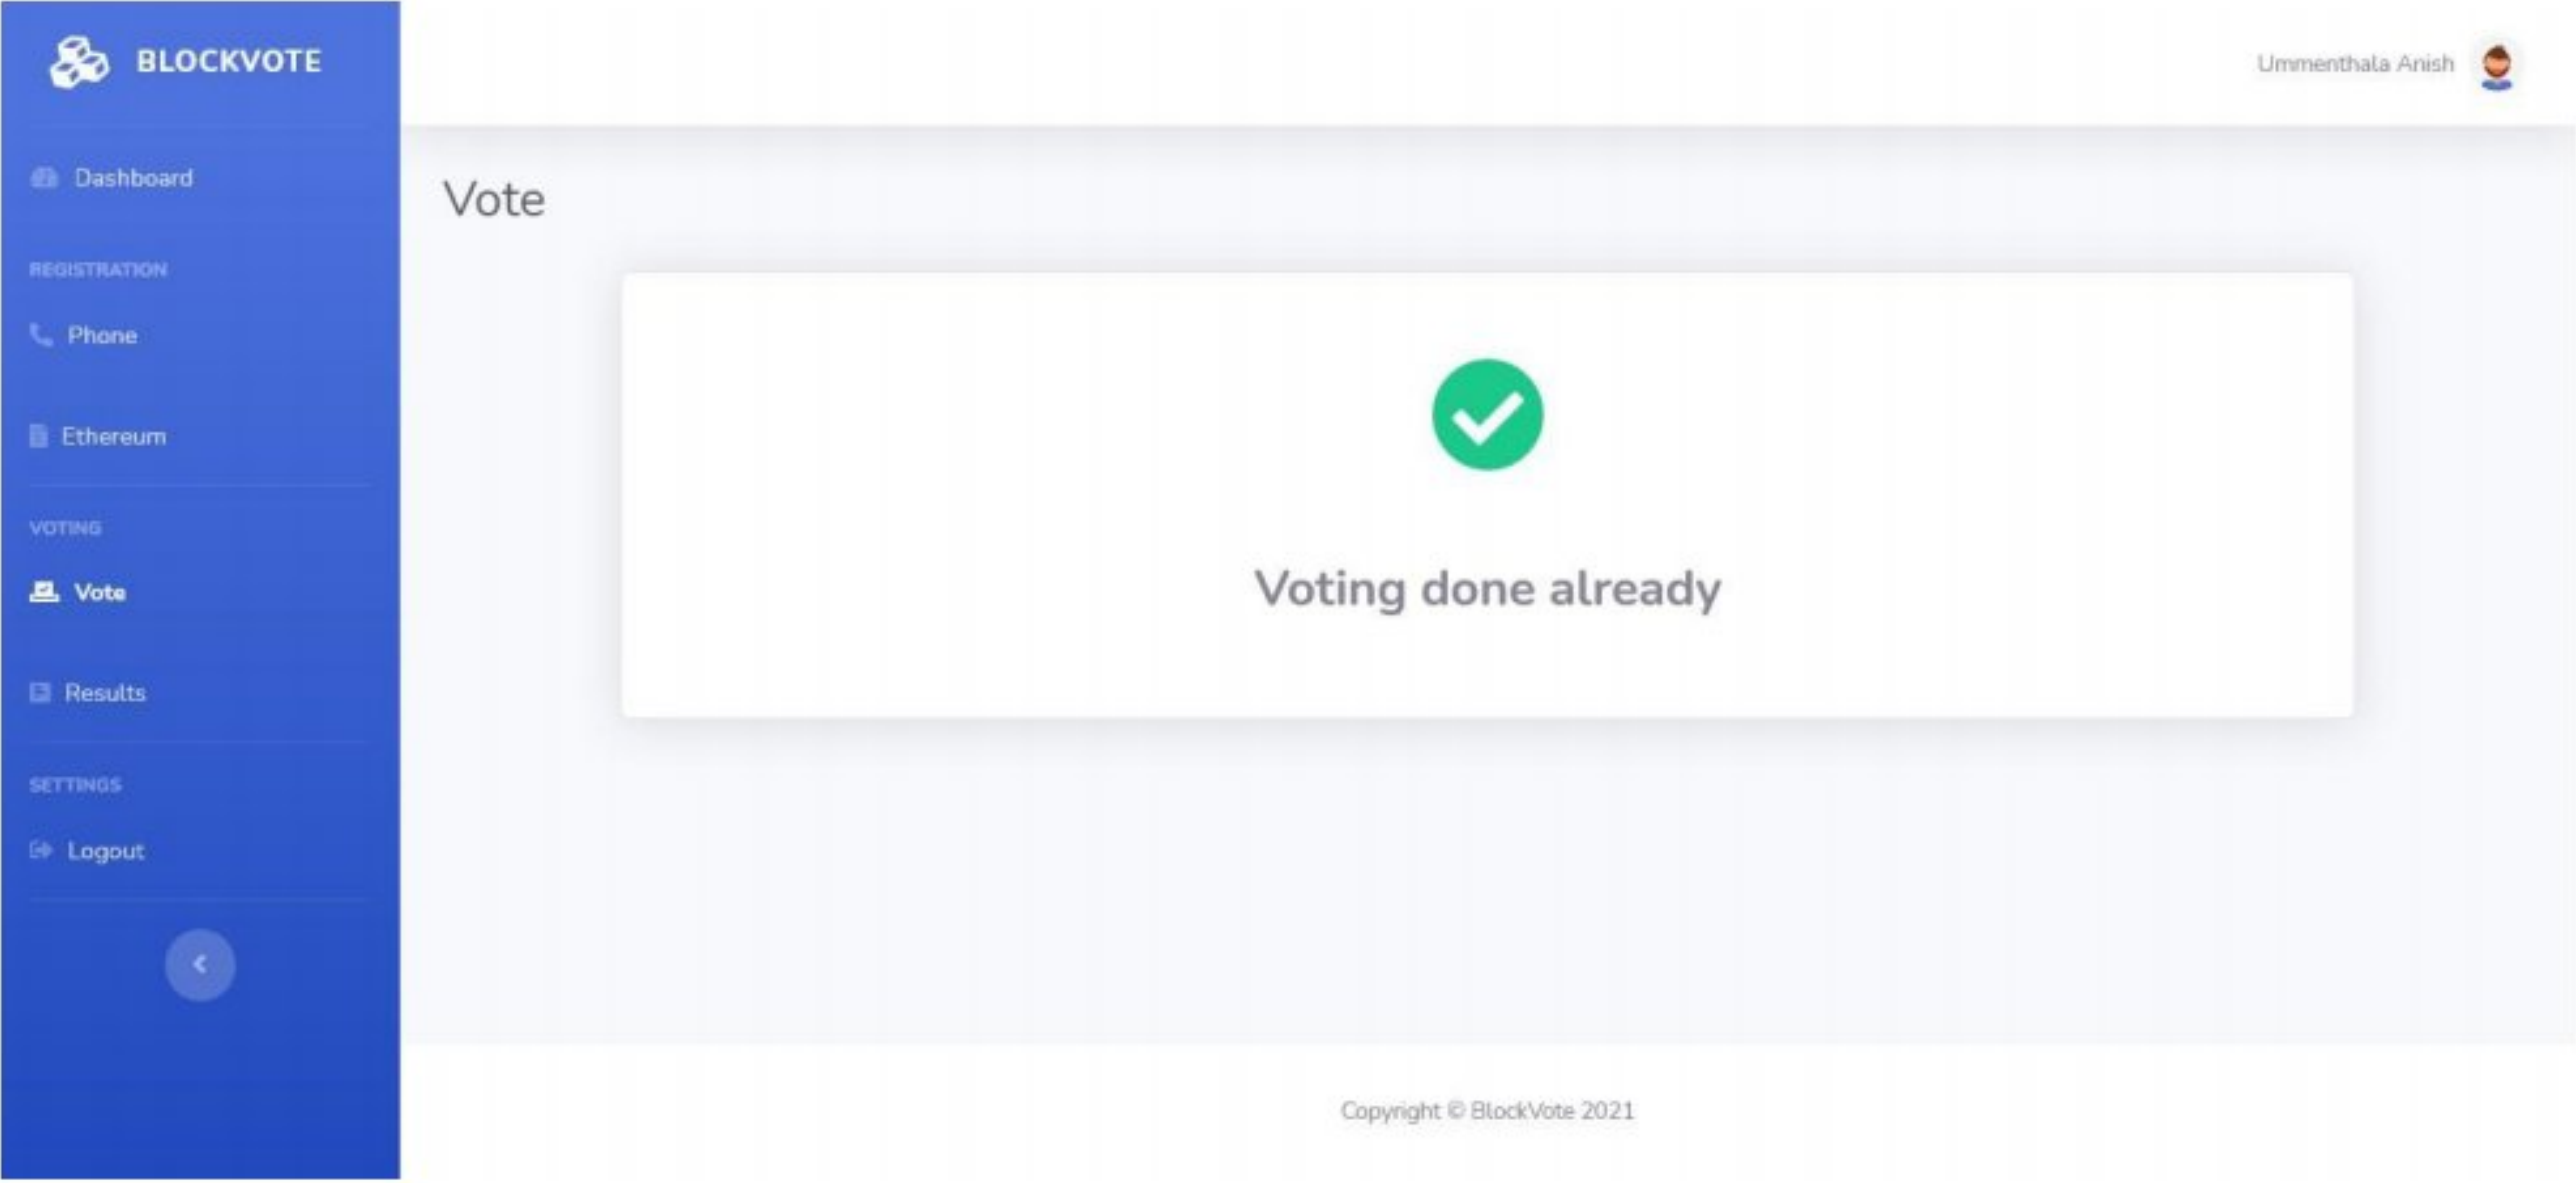 BLOCKVOTE
Ummenthala Anish
Dashboard
REGISTRATION
Phone
Ethereum
VOTING
Vote
Results
SETTINGS
Logout
Vote
Voting done already
Copyright © BlockVote 2021